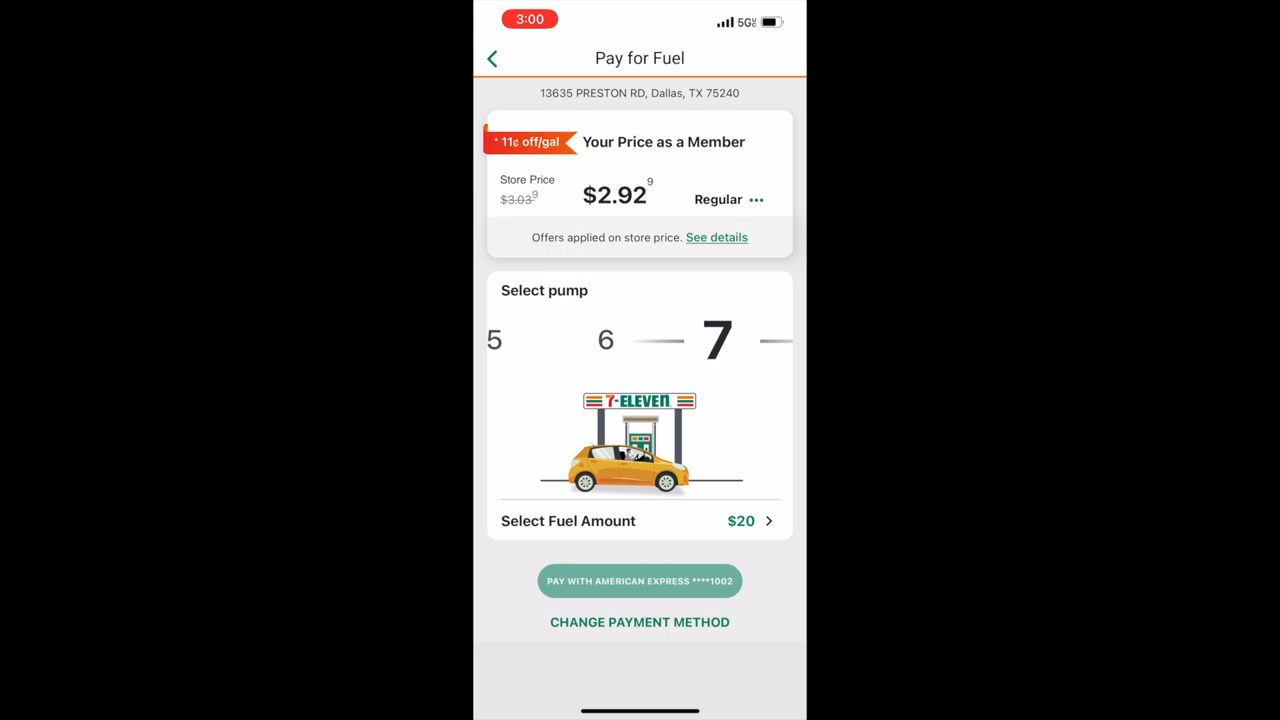 3:00
5G
Pay for Fuel
13635 PRESTON RD, Dallas, TX 75240
* 11¢ off/gal
Your Price as a Member
Store Price
$3.03⁹
$2.92⁹
Regular •••
Offers applied on store price. See details
Select pump
5 6 7
7-ELEVEN
Select Fuel Amount $20
PAY WITH AMERICAN EXPRESS ****1002
CHANGE PAYMENT METHOD